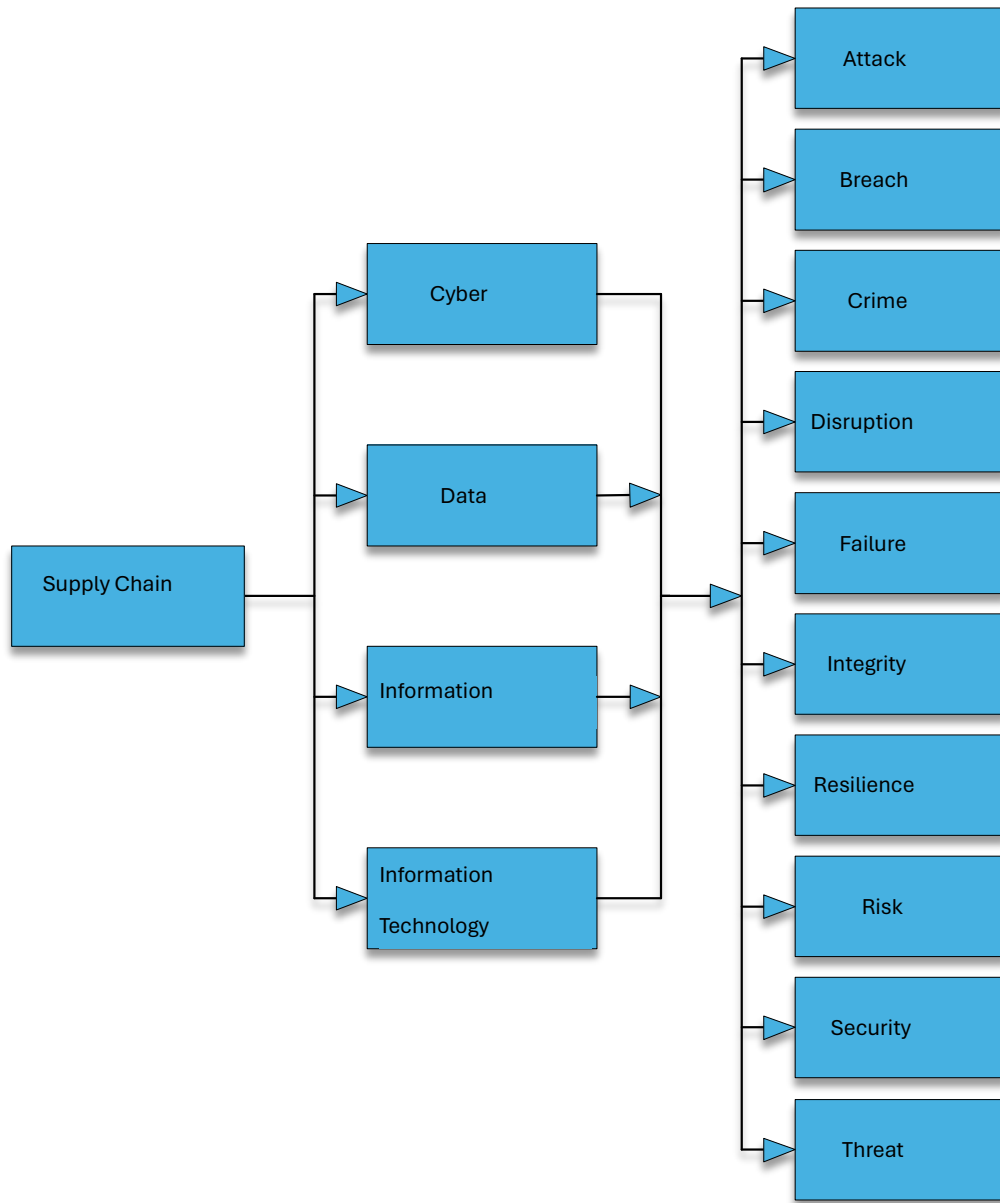 Supply Chain
Cyber
Data
Information
Information
Technology
Attack
Breach
Crime
Disruption
Failure
Integrity
Resilience
Risk
Security
Threat